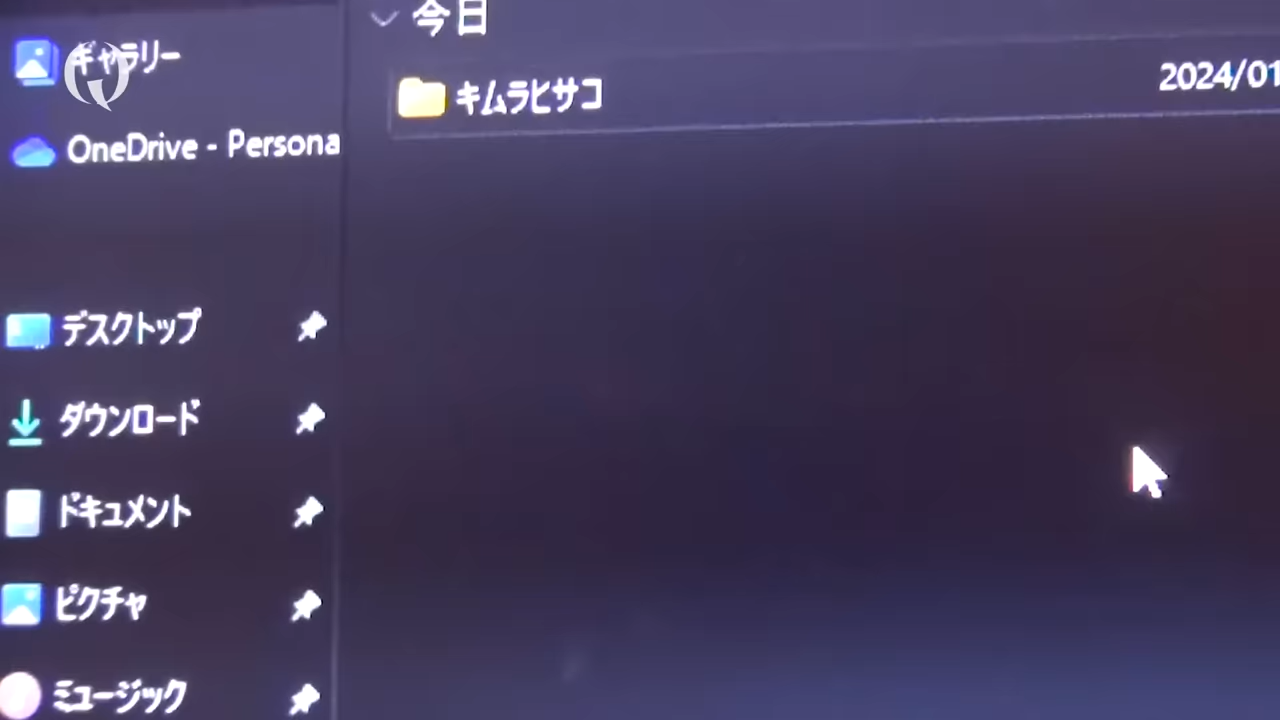 ギャラリー
OneDrive - Persona
デスクトップ
ダウンロード
ドキュメント
ピクチャ
ミュージック
今日
キムラヒサコ
2024/01